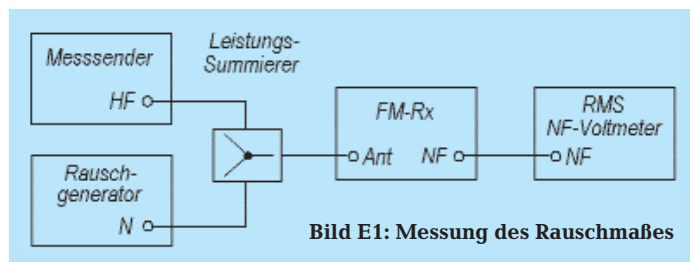 Messsender
HF
Leistungs-
Summierer
Rausch-
generator
N
FM-Rx
Ant NF
RMS
NF-Voltmeter
NF
Bild E1: Messung des Rauschmaßes